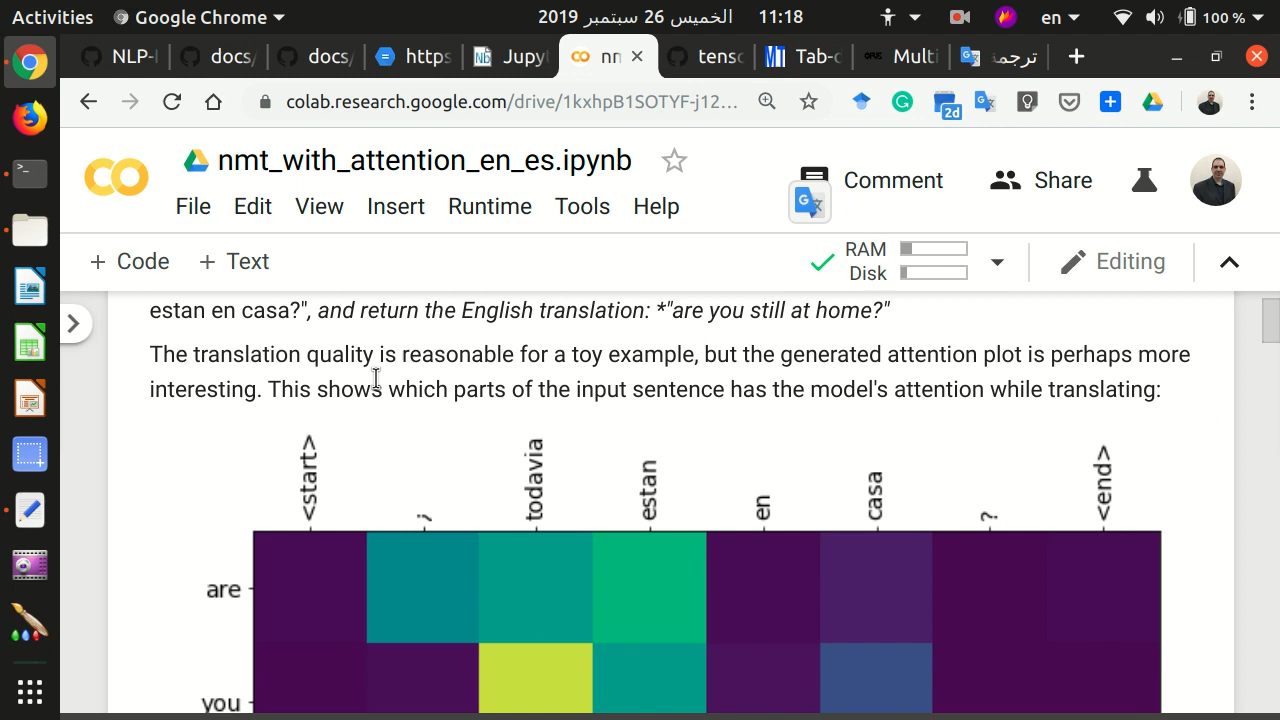 Activities
Google Chrome
الخميس 26 سبتمبر 2019
11:18
en
100 %
NLP-
docs/
docs/
https
Nb Jupy
nn
tens
MT Tab-c
OPUS Multi
ترجمة
colab.research.google.com/drive/1kxhpB1SOTYF-j12...
2d
nmt_with_attention_en_es.ipynb
Comment
Share
File Edit View Insert Runtime Tools Help
+ Code + Text
RAM
Disk
Editing
estan en casa?", and return the English translation: *"are you still at home?"
The translation quality is reasonable for a toy example, but the generated attention plot is perhaps more
interesting. This shows which parts of the input sentence has the model's attention while translating:
<start> ¿ todavia estan en casa ? <end>
are
you